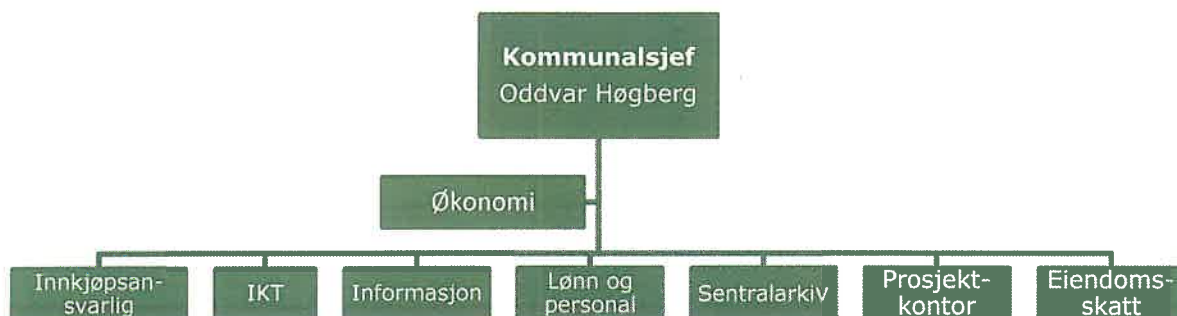 Kommunalsjef
Oddvar Høgberg
Økonomi
Innkjøpsan-
svarlig
IKT
Informasjon
Lønn og
personal
Sentralarkiv
Prosjekt-
kontor
Eiendoms-
skatt